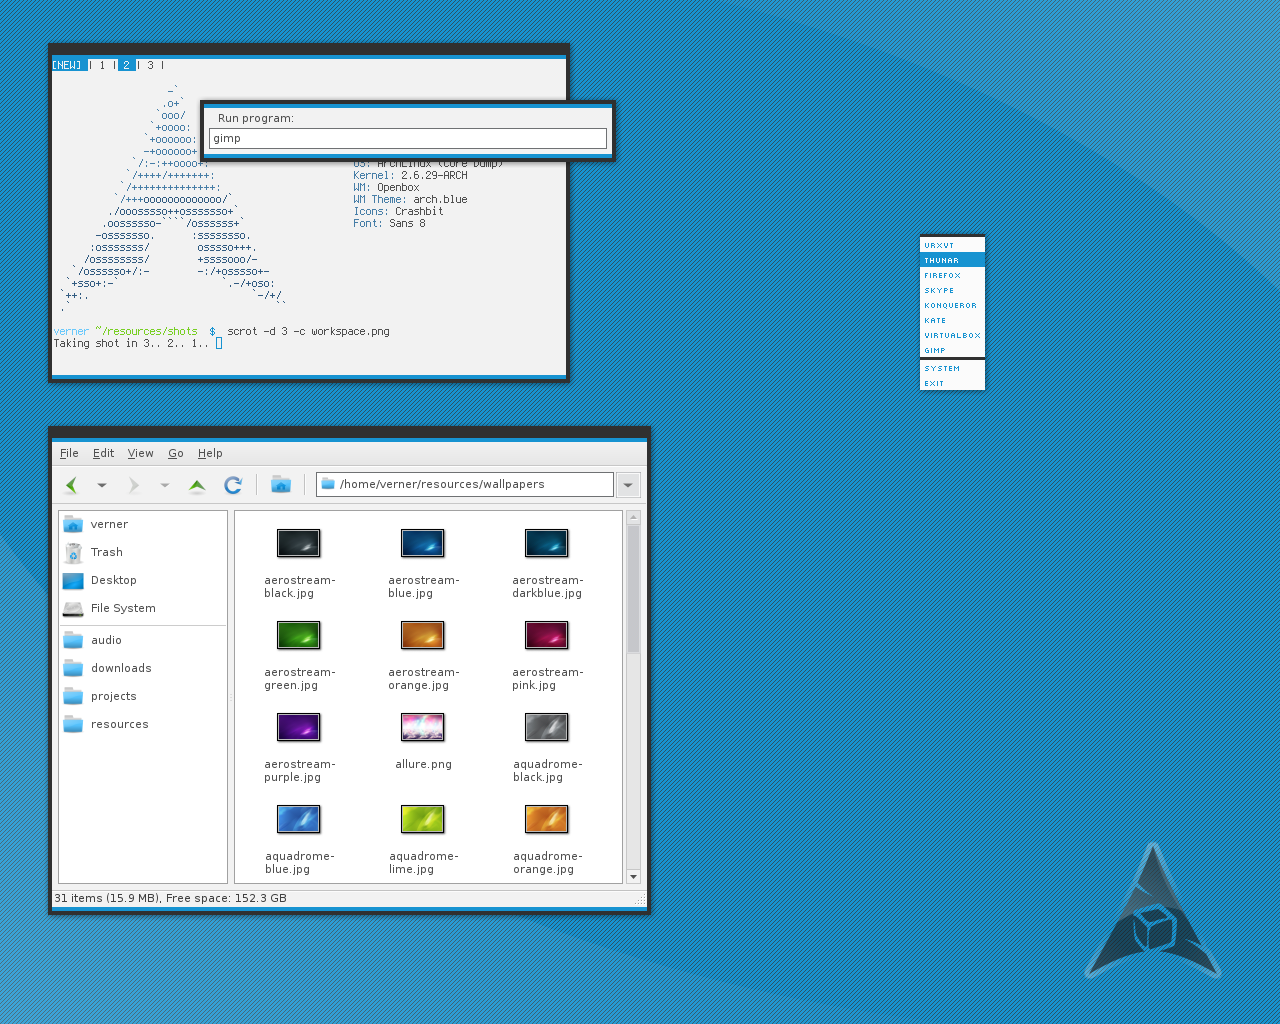 [NEW] | 1 | 2 | 3 |
Run program:
gimp
OS: ArchLinux (Core Dump)
Kernel: 2.6.29-ARCH
WM: Openbox
WM Theme: arch.blue
Icons: Crashbit
Font: Sans 8
verner ~/resources/shots $ scrot -d 3 -c workspace.png
Taking shot in 3.. 2.. 1..
URXVT
THUNAR
FIREFOX
SKYPE
KONQUEROR
KATE
VIRTUALBOX
GIMP
SYSTEM
EXIT
File Edit View Go Help
/home/verner/resources/wallpapers
verner
Trash
Desktop
File System
audio
downloads
projects
resources
aerostream-
black.jpg
aerostream-
blue.jpg
aerostream-
darkblue.jpg
aerostream-
green.jpg
aerostream-
orange.jpg
aerostream-
pink.jpg
aerostream-
purple.jpg
allure.png
aquadrome-
black.jpg
aquadrome-
blue.jpg
aquadrome-
lime.jpg
aquadrome-
orange.jpg
31 items (15.9 MB), Free space: 152.3 GB